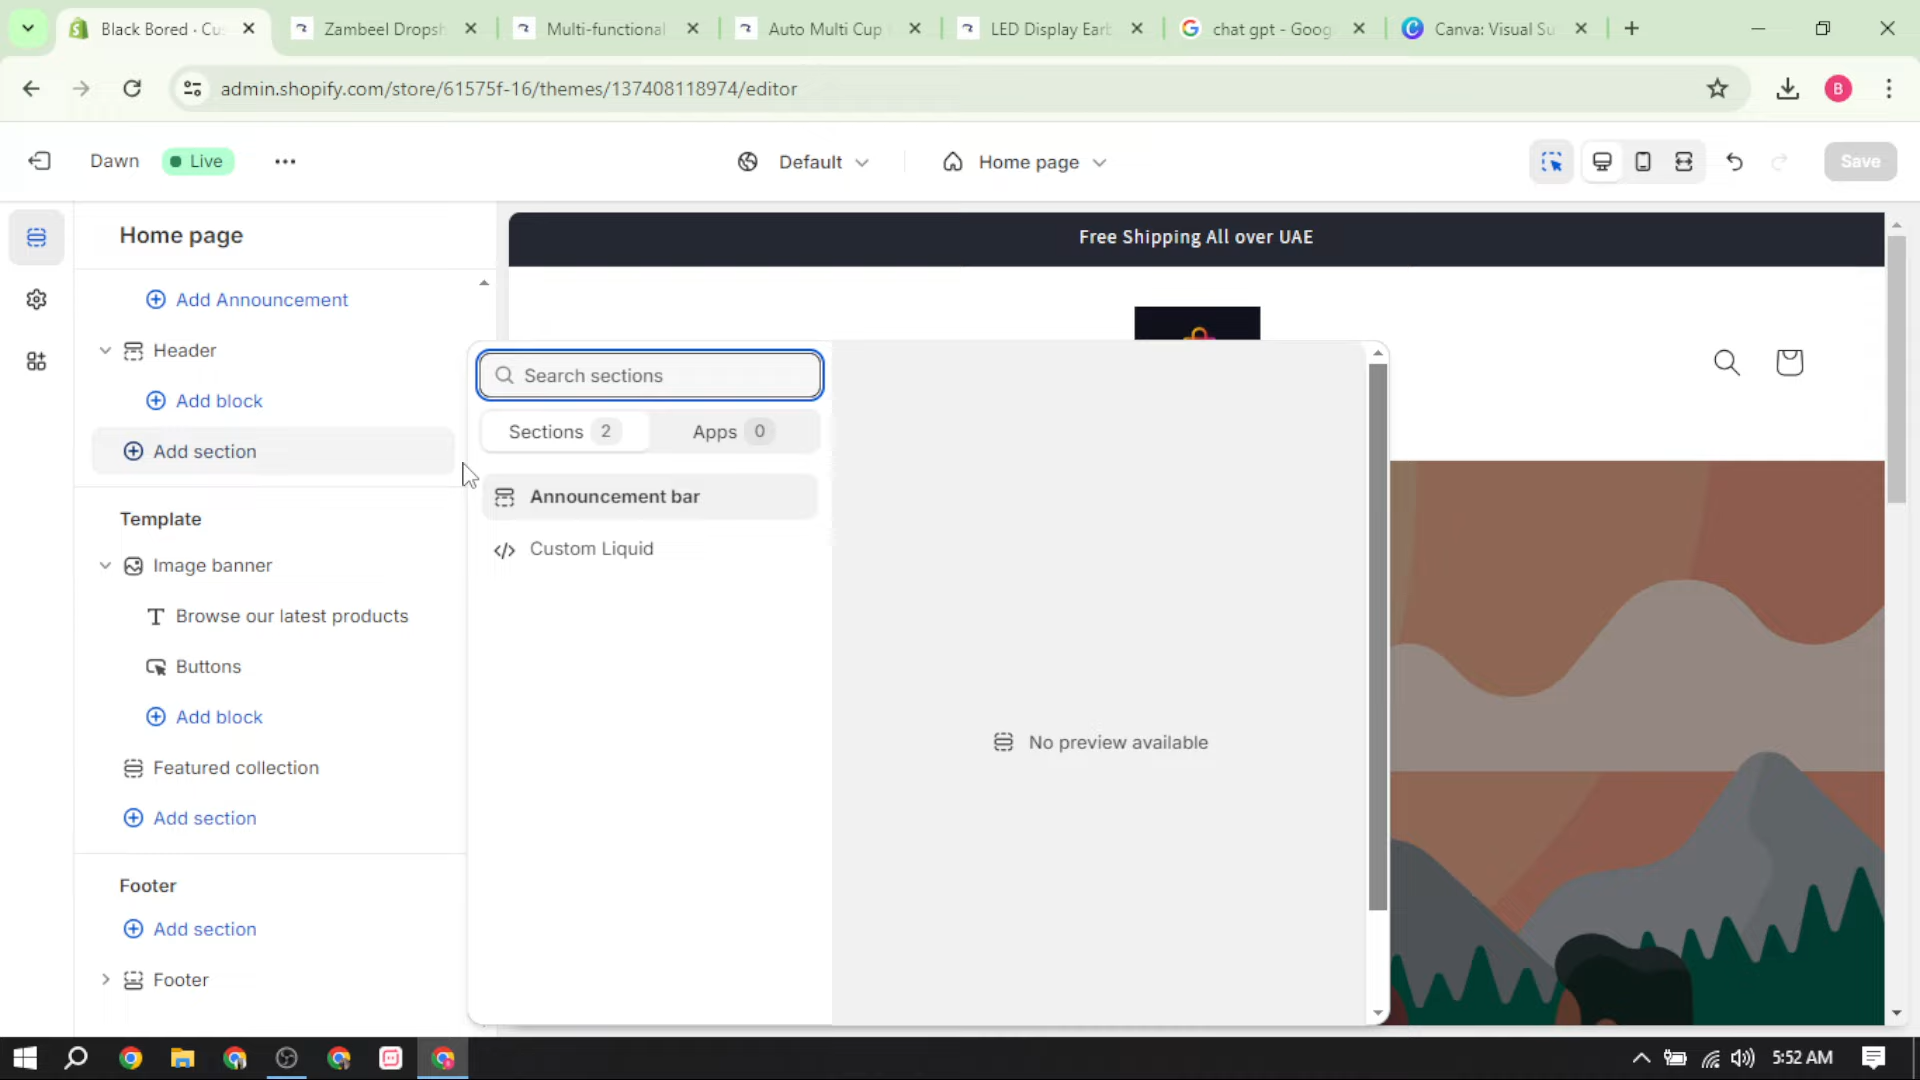 Black Bored · Cus
Zambeel Dropsh
Multi-functional
Auto Multi Cup
LED Display Earb
chat gpt - Goog
Canva: Visual Su
admin.shopify.com/store/61575f-16/themes/137408118974/editor
B
Dawn
Live
Default
Home page
Save
Home page
Free Shipping All over UAE
Add Announcement
Header
Search sections
Add block
Sections 2
Apps 0
Add section
Announcement bar
Template
Custom Liquid
Image banner
Browse our latest products
Buttons
Add block
No preview available
Featured collection
Add section
Footer
Add section
Footer
5:52 AM